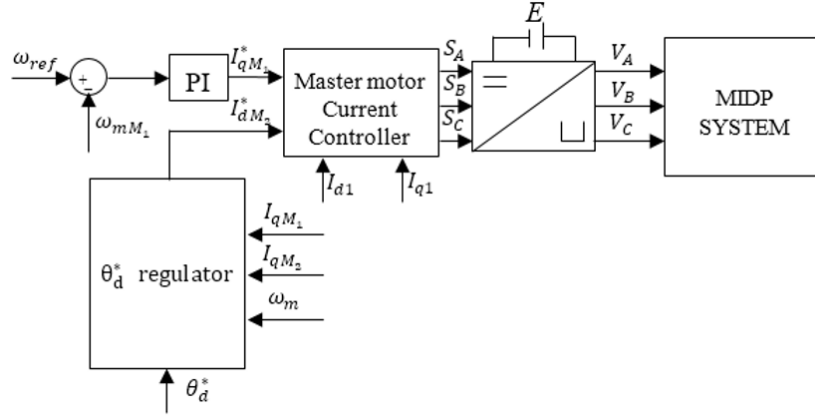 E
ω_ref
+
−
PI
I*_qM₁
I*_dM₂
ω_mM₁
Master motor
Current
Controller
S_A
S_B
S_C
V_A
V_B
V_C
MIDP
SYSTEM
I_d1
I_q1
θ*_d regulator
I_qM₁
I_qM₂
ω_m
θ*_d